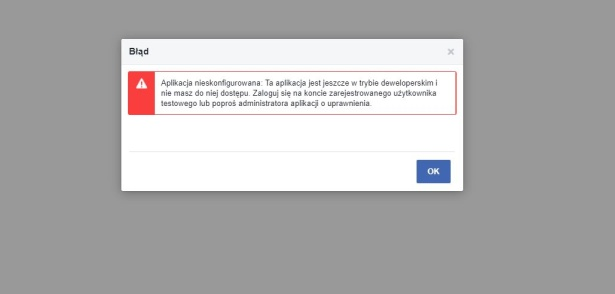 Błąd
Aplikacja nieskonfigurowana: Ta aplikacja jest jeszcze w trybie deweloperskim i
nie masz do niej dostępu. Zaloguj się na koncie zarejestrowanego użytkownika
testowego lub poproś administratora aplikacji o uprawnienia.
OK